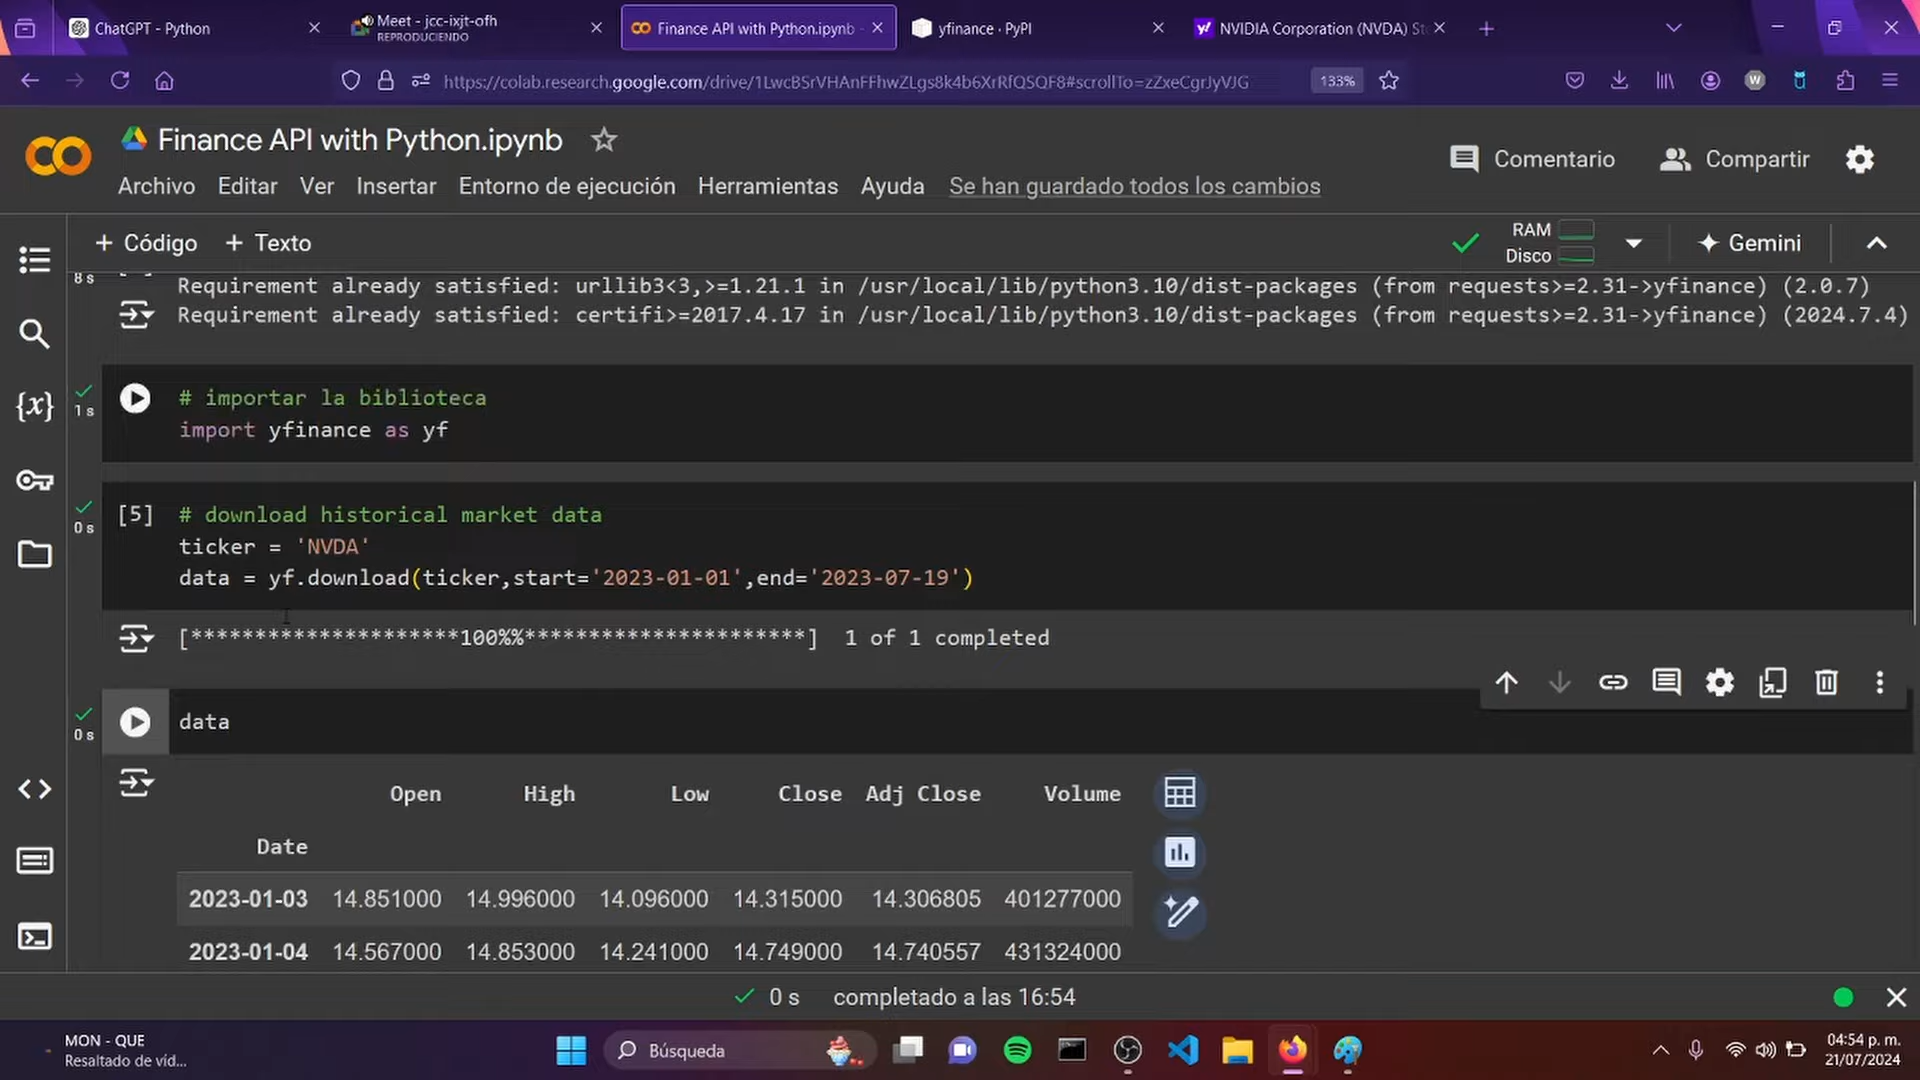 ChatGPT - Python
Meet - jcc-ixjt-ofh
REPRODUCIENDO
Finance API with Python.ipynb -
yfinance · PyPI
NVIDIA Corporation (NVDA) St
https://colab.research.google.com/drive/1LwcBSrVHAnFFhwZLgs8k4b6XrRfQSQF8#scrollTo=zZxeCgrJyVJG
133%
W
Finance API with Python.ipynb
Comentario
Compartir
Archivo Editar Ver Insertar Entorno de ejecución Herramientas Ayuda Se han guardado todos los cambios
+ Código + Texto
RAM
Disco
Gemini
8 s
Requirement already satisfied: urllib3<3,>=1.21.1 in /usr/local/lib/python3.10/dist-packages (from requests>=2.31->yfinance) (2.0.7)
Requirement already satisfied: certifi>=2017.4.17 in /usr/local/lib/python3.10/dist-packages (from requests>=2.31->yfinance) (2024.7.4)
1 s
# importar la biblioteca
import yfinance as yf
0 s
[5] # download historical market data
ticker = 'NVDA'
data = yf.download(ticker,start='2023-01-01',end='2023-07-19')
[*********************100%%**********************] 1 of 1 completed
0 s
data
Open High Low Close Adj Close Volume
Date
2023-01-03 14.851000 14.996000 14.096000 14.315000 14.306805 401277000
2023-01-04 14.567000 14.853000 14.241000 14.749000 14.740557 431324000
0 s completado a las 16:54
MON - QUE
Resaltado de víd...
Búsqueda
04:54 p. m.
21/07/2024